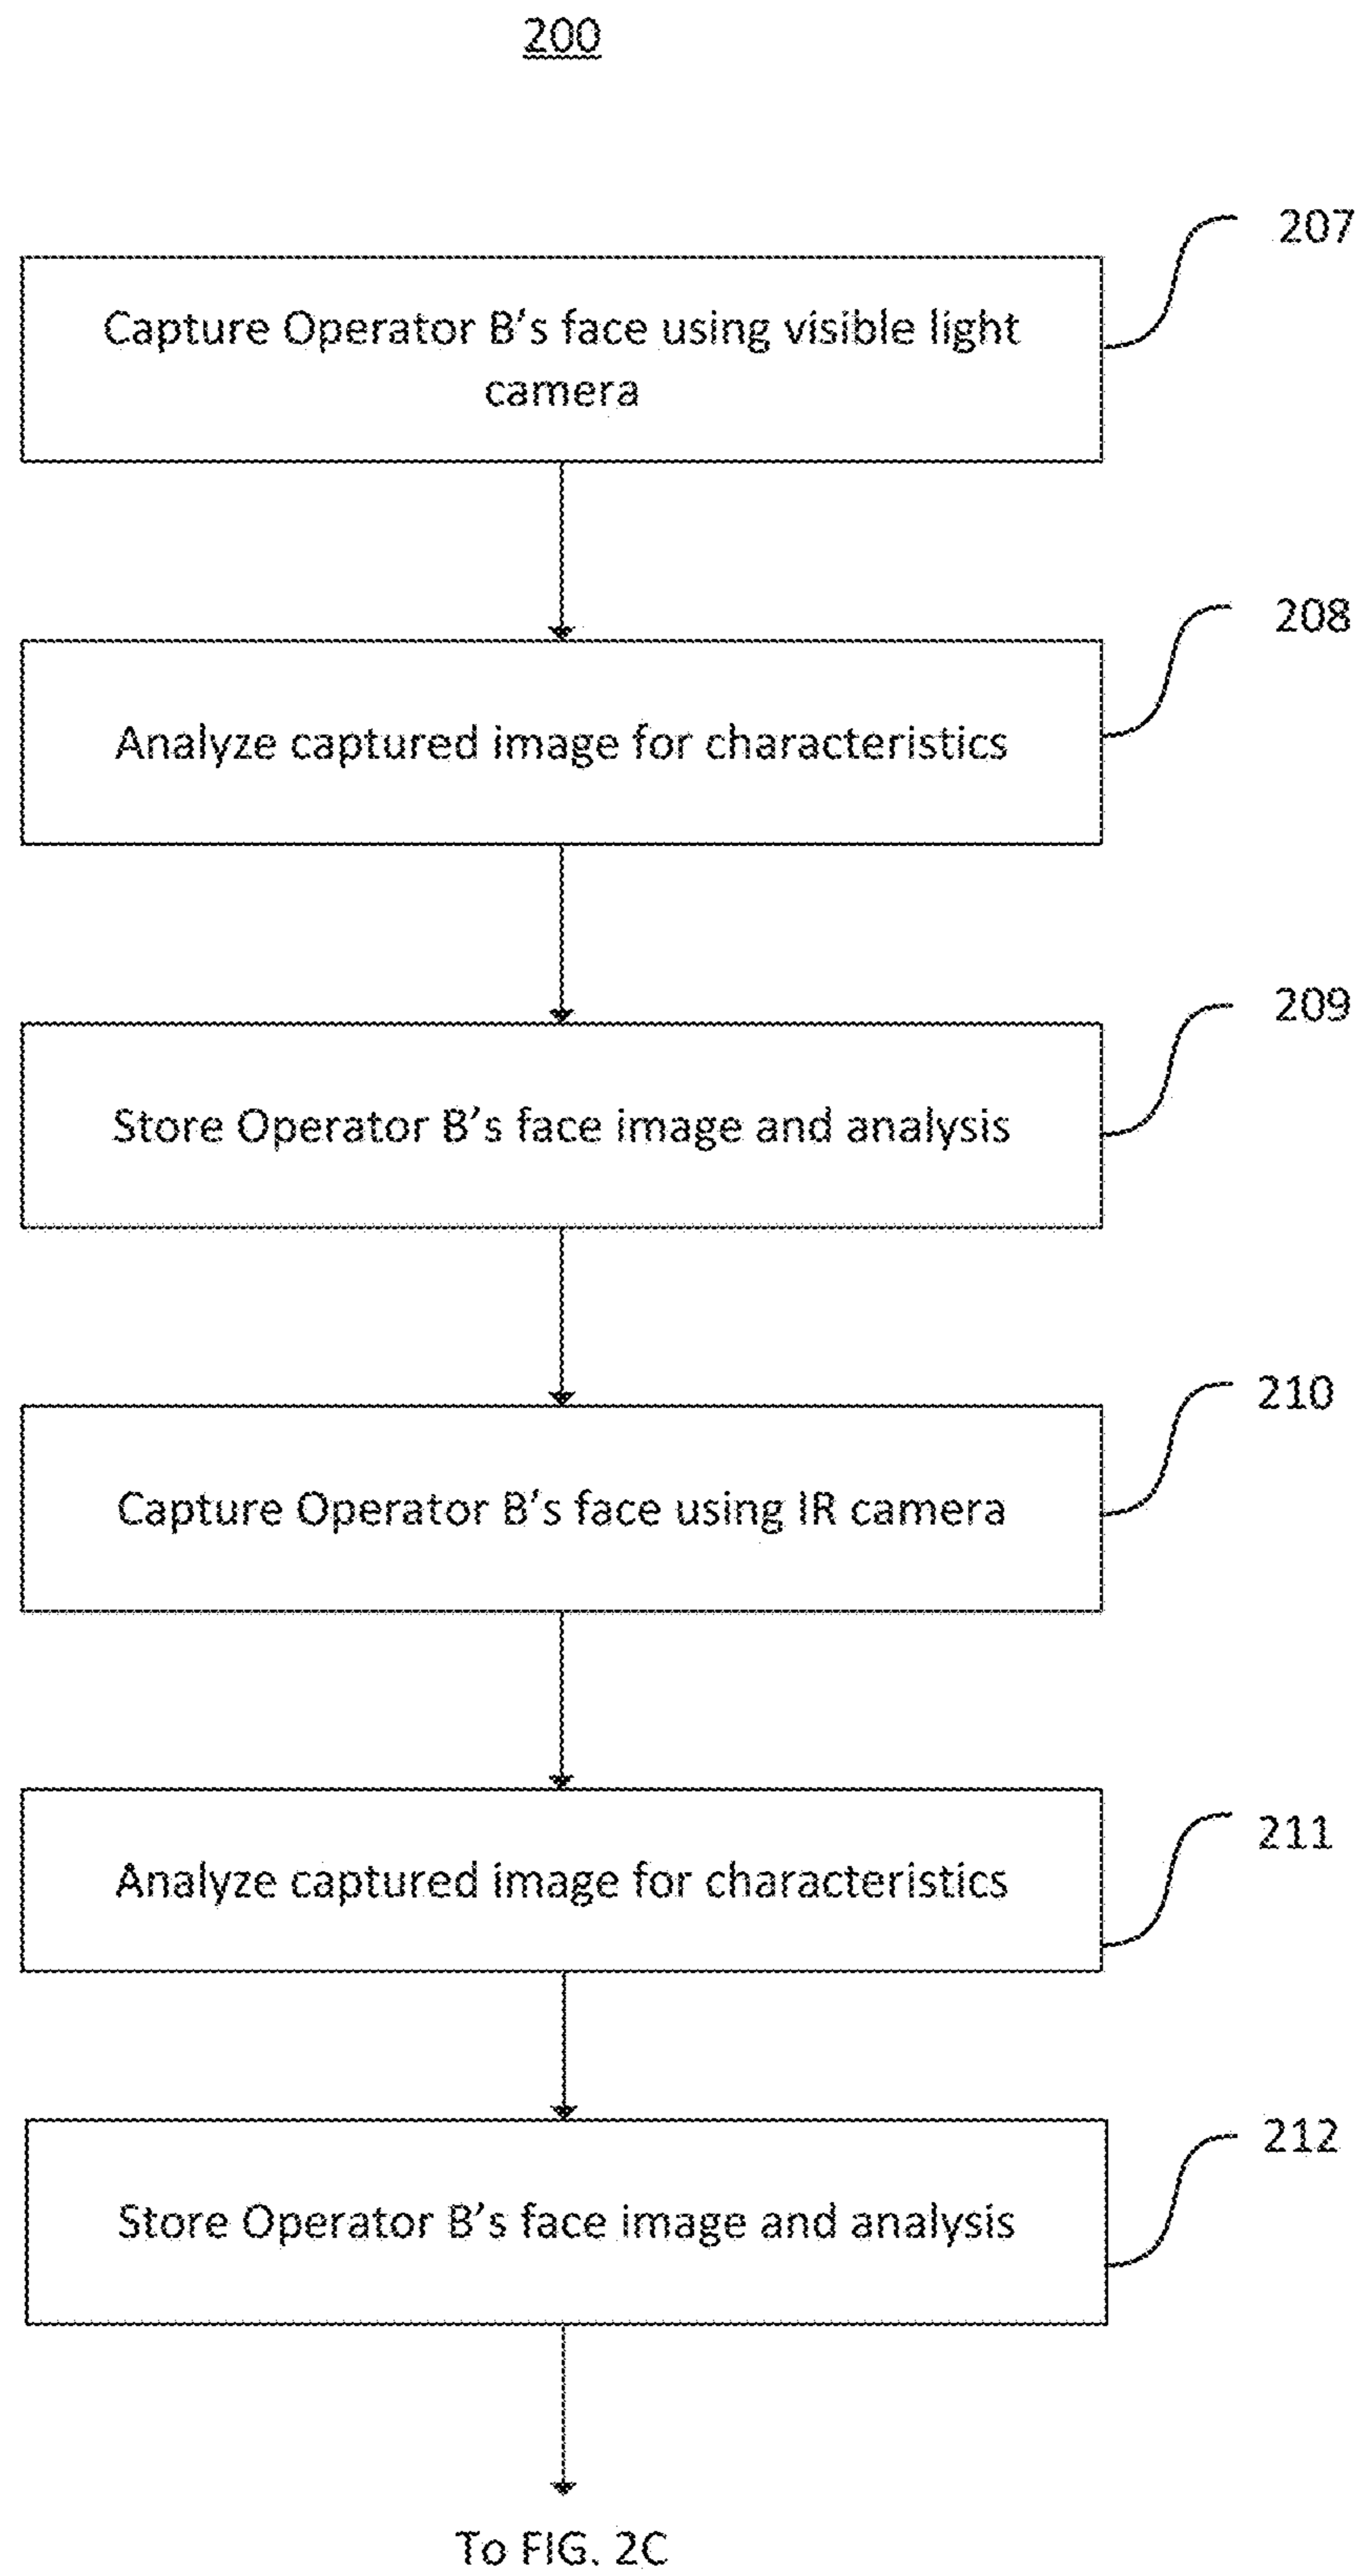 200
207
Capture Operator B's face using visible light
camera
208
Analyze captured image for characteristics
209
Store Operator B's face image and analysis
210
Capture Operator B's face using IR camera
211
Analyze captured image for characteristics
212
Store Operator B's face image and analysis
To FIG. 2C